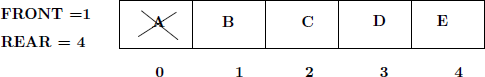 FRONT =1
A B C D E
REAR = 4
0 1 2 3 4